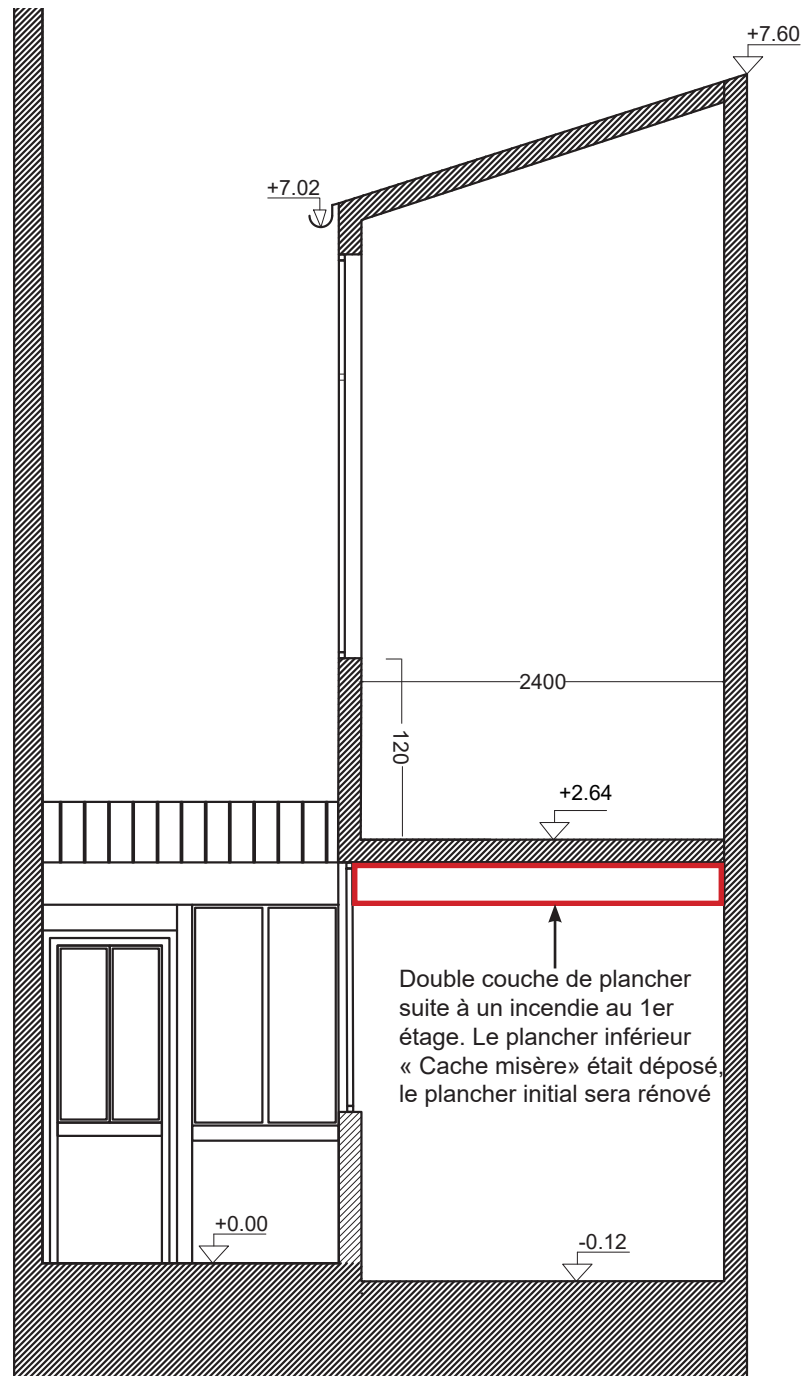 +7.60
+7.02
2400
120
+2.64
Double couche de plancher
suite à un incendie au 1er
étage. Le plancher inférieur
« Cache misère» était déposé,
le plancher initial sera rénové
+0.00
-0.12